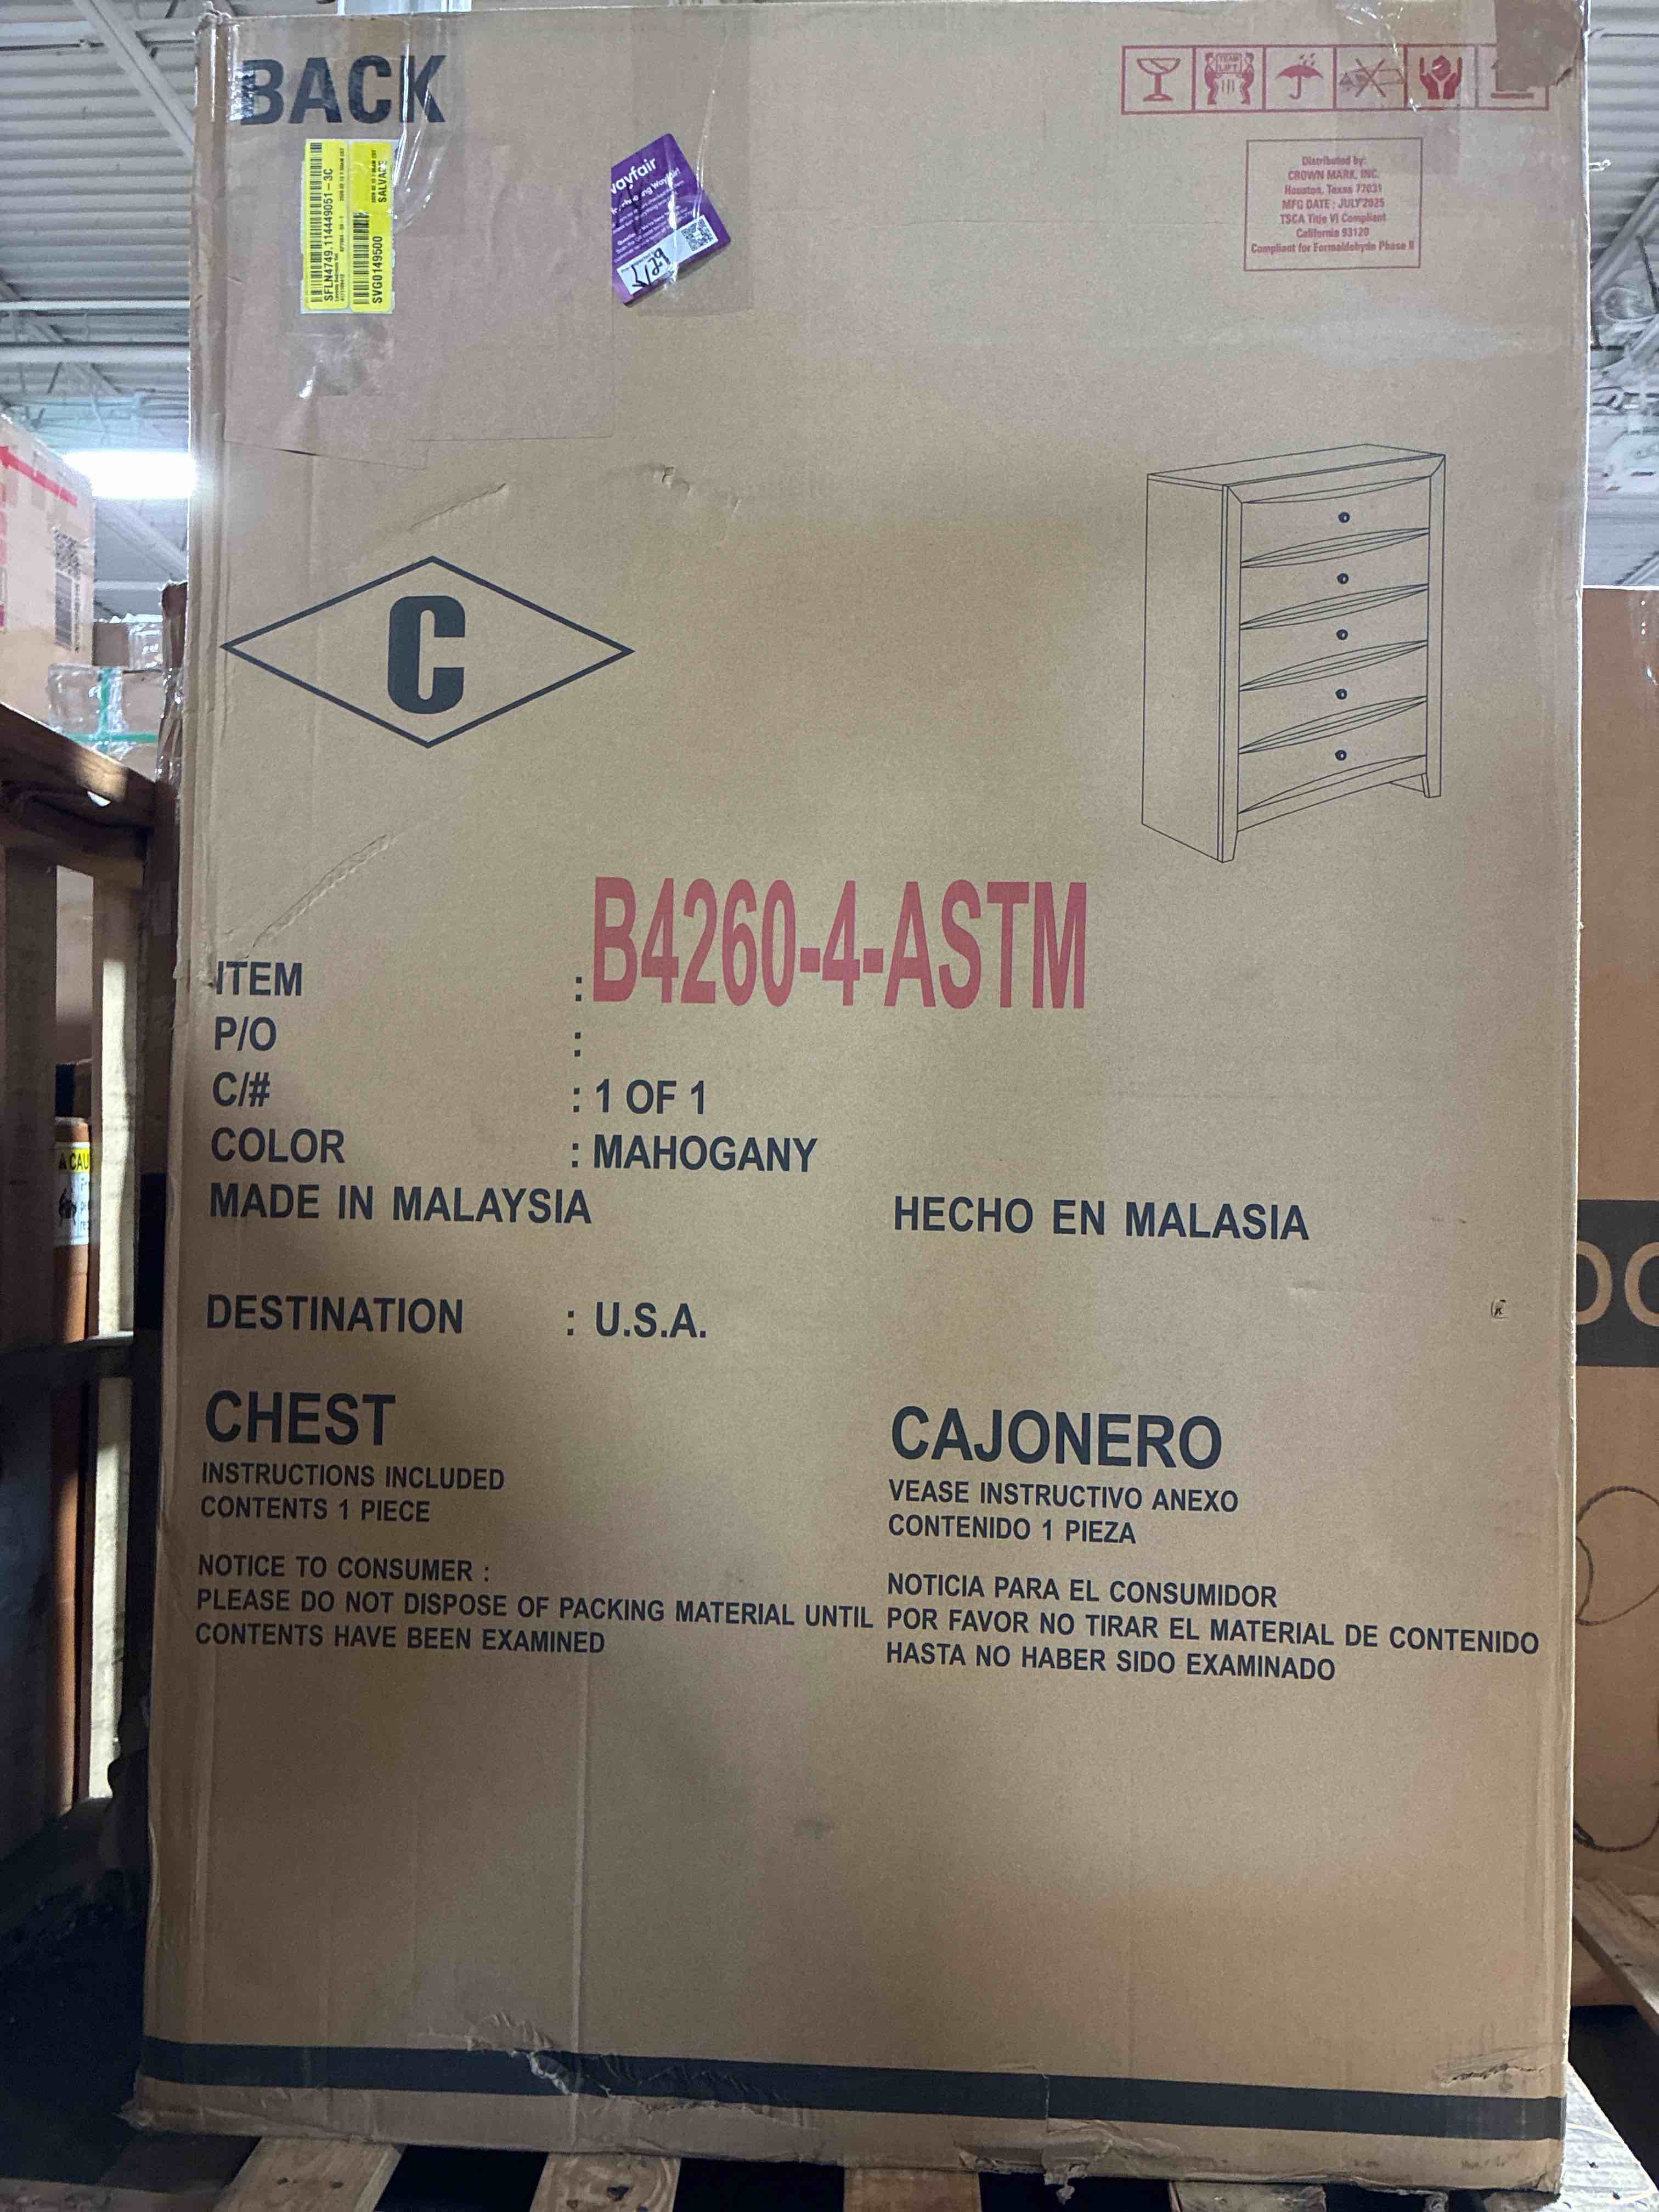 BACK
SFLN4749.114449051-3C
SALVAGE
SVG0149500
wayfair
1/29
TEAM
LIFT
Distributed by:
CROWN MARK, INC.
Houston, Texas 77031
MFG DATE : JULY'2025
TSCA Title VI Compliant
California 93120
Compliant for Formaldehyde Phase II
C
ITEM : B4260-4-ASTM
P/O :
C/# : 1 OF 1
COLOR : MAHOGANY
MADE IN MALAYSIA HECHO EN MALASIA
DESTINATION : U.S.A.
CHEST
INSTRUCTIONS INCLUDED
CONTENTS 1 PIECE
NOTICE TO CONSUMER :
PLEASE DO NOT DISPOSE OF PACKING MATERIAL UNTIL
CONTENTS HAVE BEEN EXAMINED
CAJONERO
VEASE INSTRUCTIVO ANEXO
CONTENIDO 1 PIEZA
NOTICIA PARA EL CONSUMIDOR
POR FAVOR NO TIRAR EL MATERIAL DE CONTENIDO
HASTA NO HABER SIDO EXAMINADO